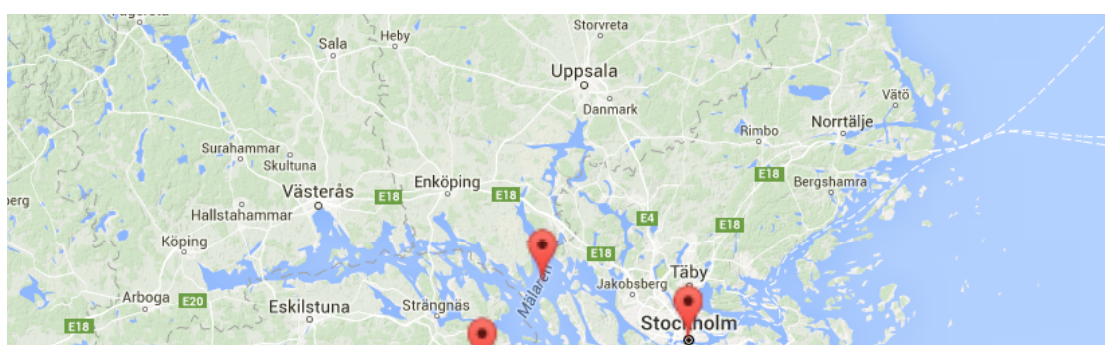 Storvreta
Heby
Sala
Uppsala
Danmark
Vätö
Norrtälje
Rimbo
Surahammar
Skultuna
E18
Bergshamra
Enköping
Västerås
E18
E18
Hallstahammar
E4
E18
Köping
E18
Täby
Mälaren
Jakobsberg
Arboga
E20
Eskilstuna
Strängnäs
E18
Stockholm